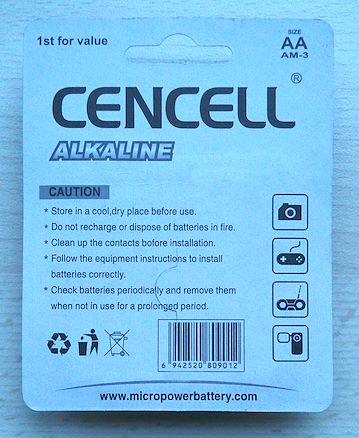 1st for value
SIZE
AA
AM-3
CENCELL®
ALKALINE
CAUTION
* Store in a cool,dry place before use.
* Do not recharge or dispose of batteries in fire.
* Clean up the contacts bofore installation.
* Follow the equipment instructions to install
batteries correctly.
* Check batteries periodically and remove them
when not in use for a prolonged period.
6 942520 809012
www.micropowerbattery.com